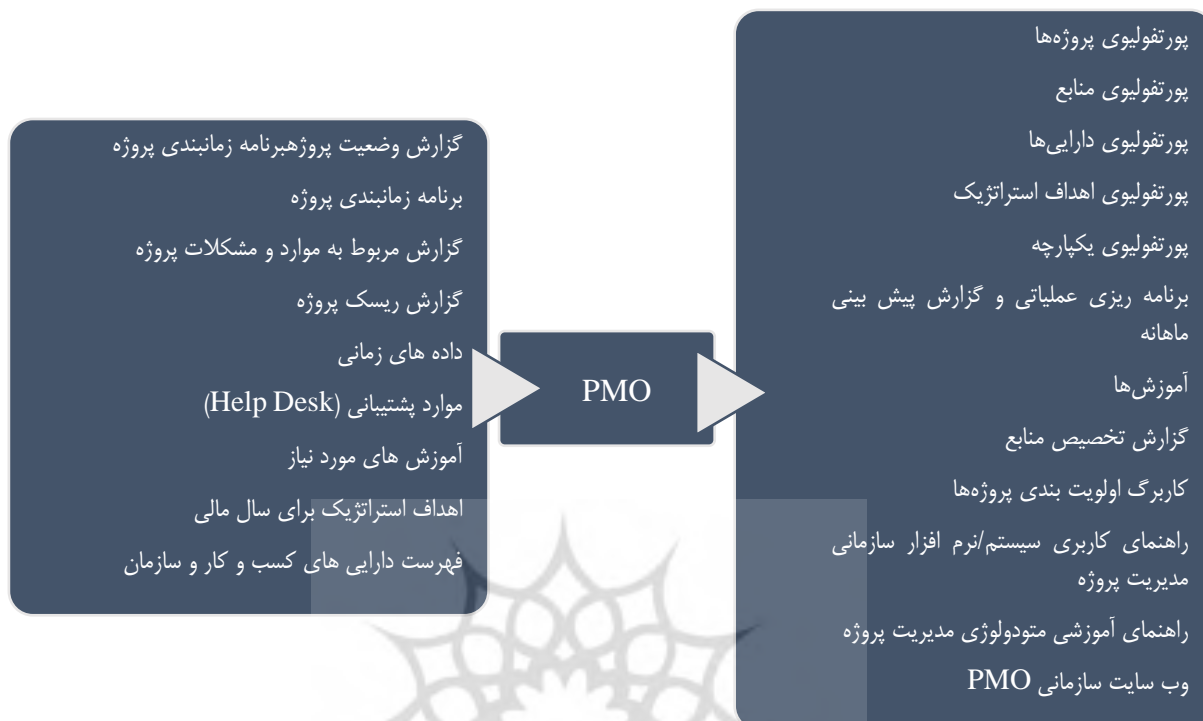 گزارش وضعیت پروژهبرنامه زمانبندی پروژه
برنامه زمانبندی پروژه
گزارش مربوط به موارد و مشکلات پروژه
گزارش ریسک پروژه
داده های زمانی
موارد پشتیبانی (Help Desk)
آموزش های مورد نیاز
اهداف استراتژیک برای سال مالی
فهرست دارایی های کسب و کار و سازمان
PMO
پورتفولیوی پروژه‌ها
پورتفولیوی منابع
پورتفولیوی دارایی‌ها
پورتفولیوی اهداف استراتژیک
پورتفولیوی یکپارچه
برنامه ریزی عملیاتی و گزارش پیش بینی
ماهانه
آموزش‌ها
گزارش تخصیص منابع
کاربرگ اولویت بندی پروژه‌ها
راهنمای کاربری سیستم/نرم افزار سازمانی
مدیریت پروژه
راهنمای آموزشی متودولوژی مدیریت پروژه
وب سایت سازمانی PMO